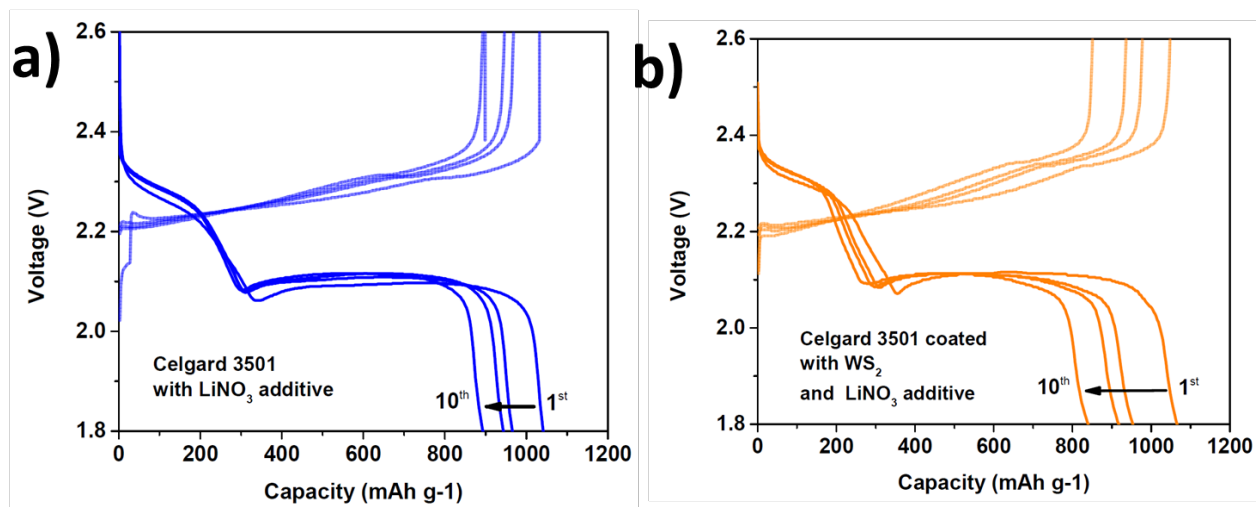 a)
2.6
2.4
2.2
2.0
1.8
Voltage (V)
Celgard 3501
with LiNO₃ additive
10ᵗʰ
1ˢᵗ
0
200
400
600
800
1000
1200
Capacity (mAh g-1)
b)
2.6
2.4
2.2
2.0
1.8
Voltage (V)
Celgard 3501 coated
with WS₂
and LiNO₃ additive
10ᵗʰ
1ˢᵗ
0
200
400
600
800
1000
1200
Capacity (mAh g-1)